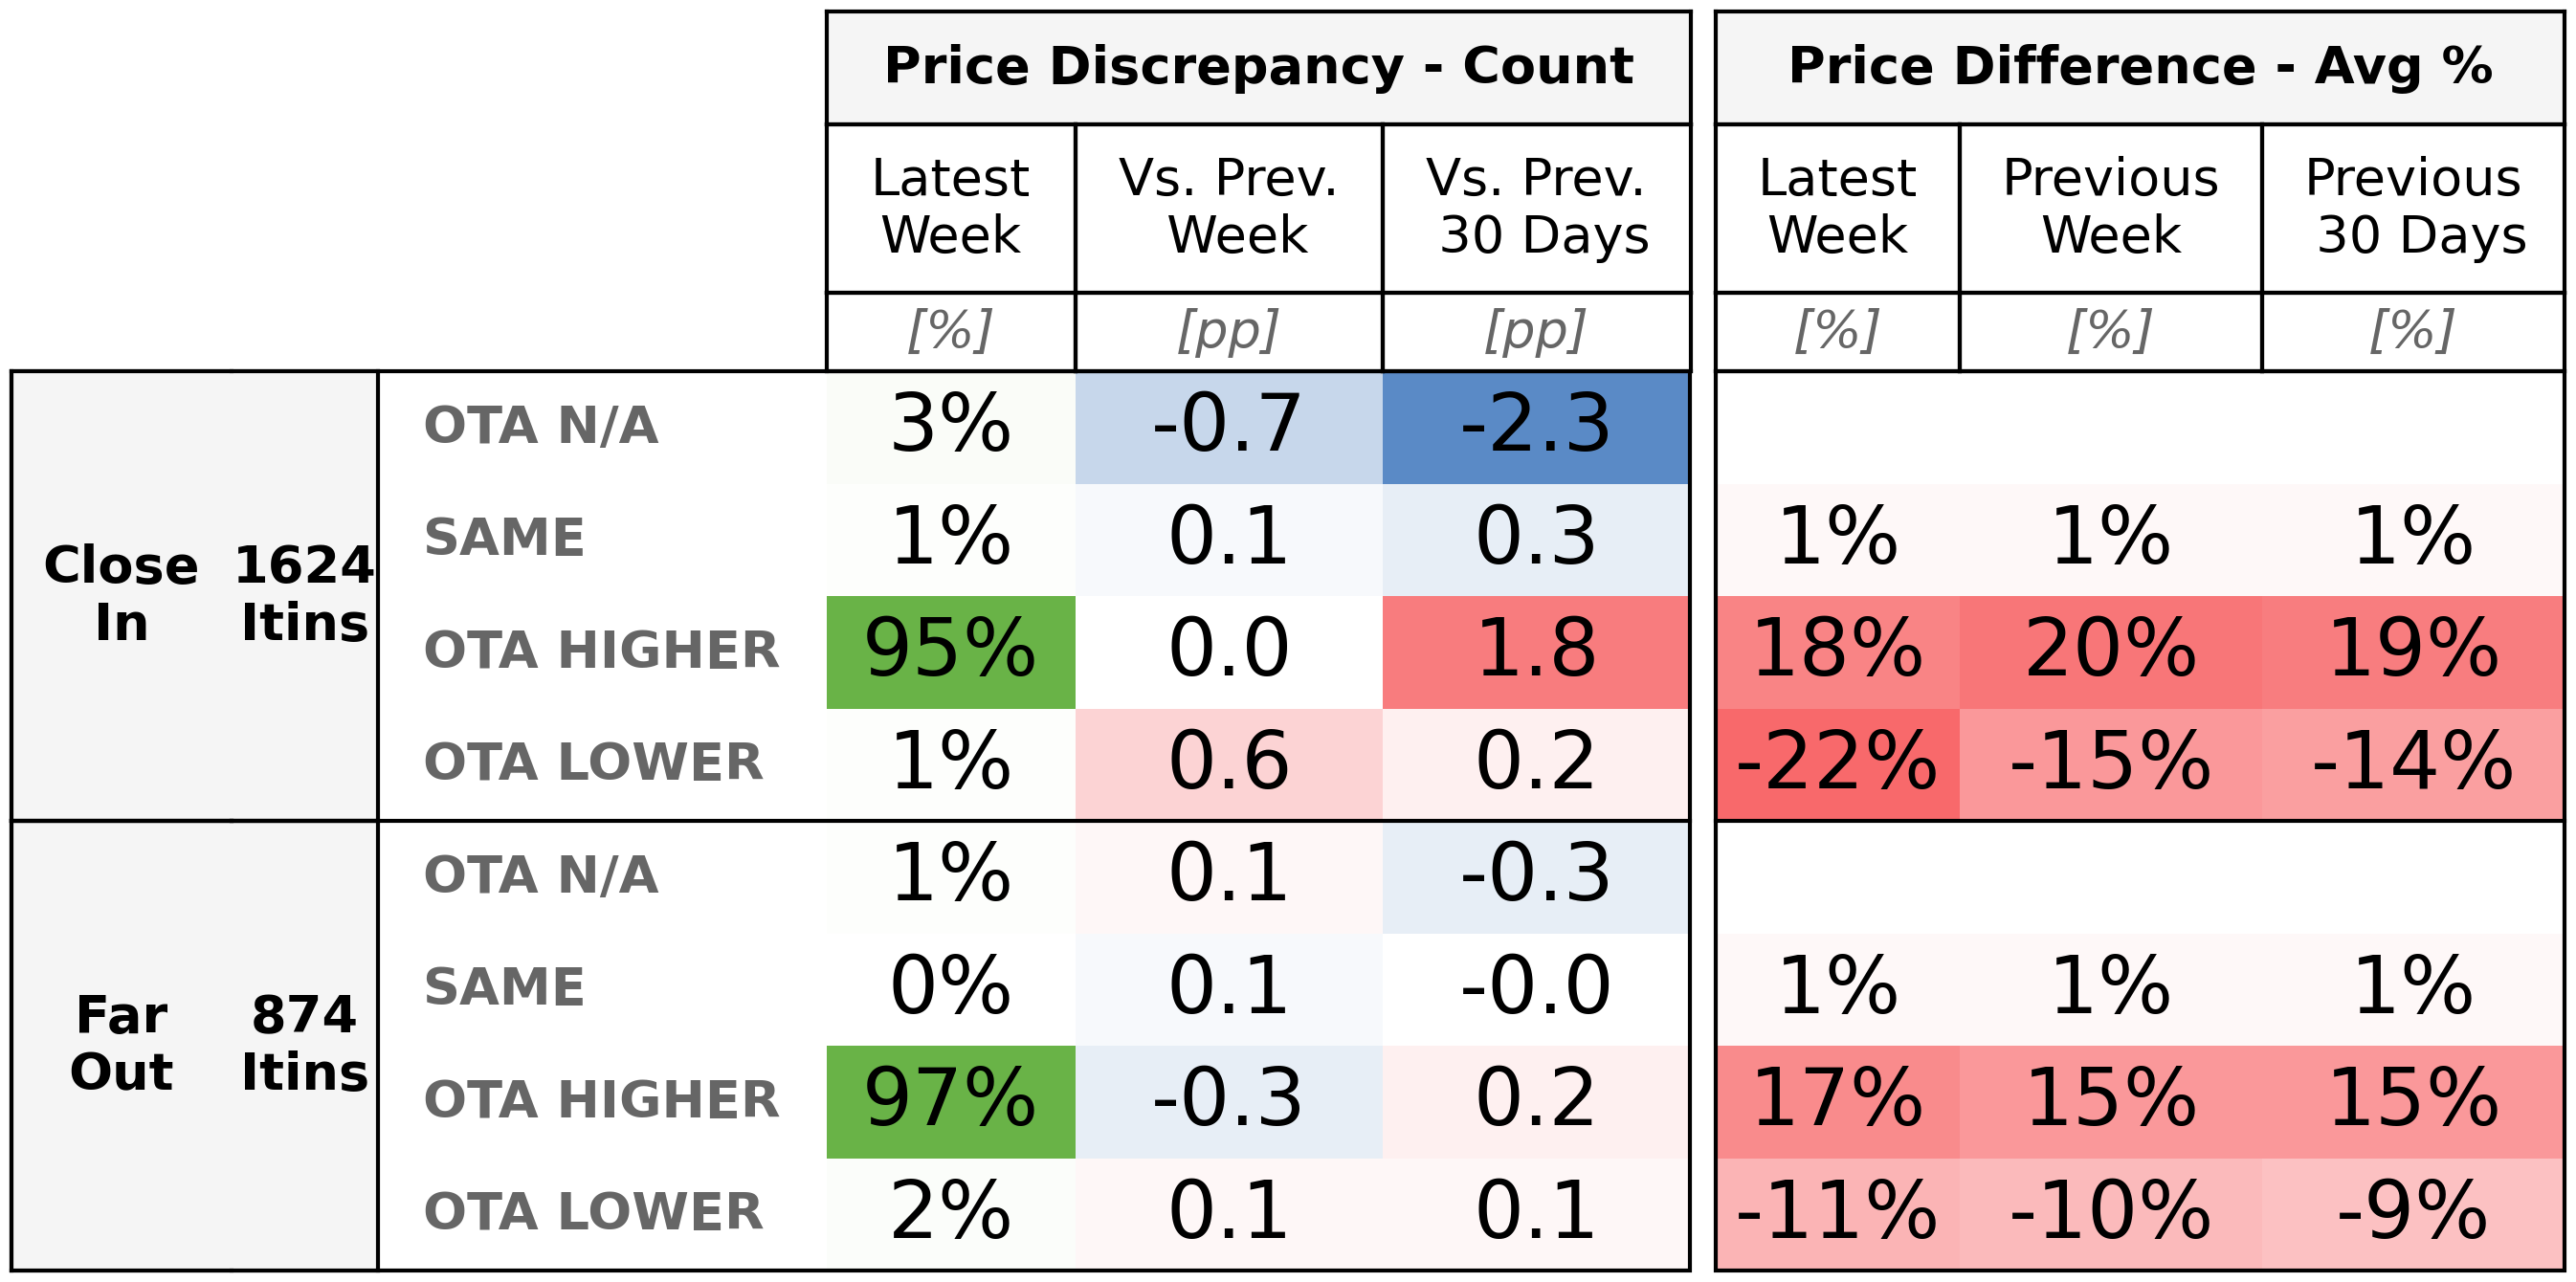 Price Discrepancy - Count Price Difference - Avg %
Latest Week Vs. Prev. Week Vs. Prev. 30 Days Latest Week Previous Week Previous 30 Days
[%] [pp] [pp] [%] [%] [%]
Close In 1624 Itins
OTA N/A 3% -0.7 -2.3
SAME 1% 0.1 0.3 1% 1% 1%
OTA HIGHER 95% 0.0 1.8 18% 20% 19%
OTA LOWER 1% 0.6 0.2 -22% -15% -14%
Far Out 874 Itins
OTA N/A 1% 0.1 -0.3
SAME 0% 0.1 -0.0 1% 1% 1%
OTA HIGHER 97% -0.3 0.2 17% 15% 15%
OTA LOWER 2% 0.1 0.1 -11% -10% -9%